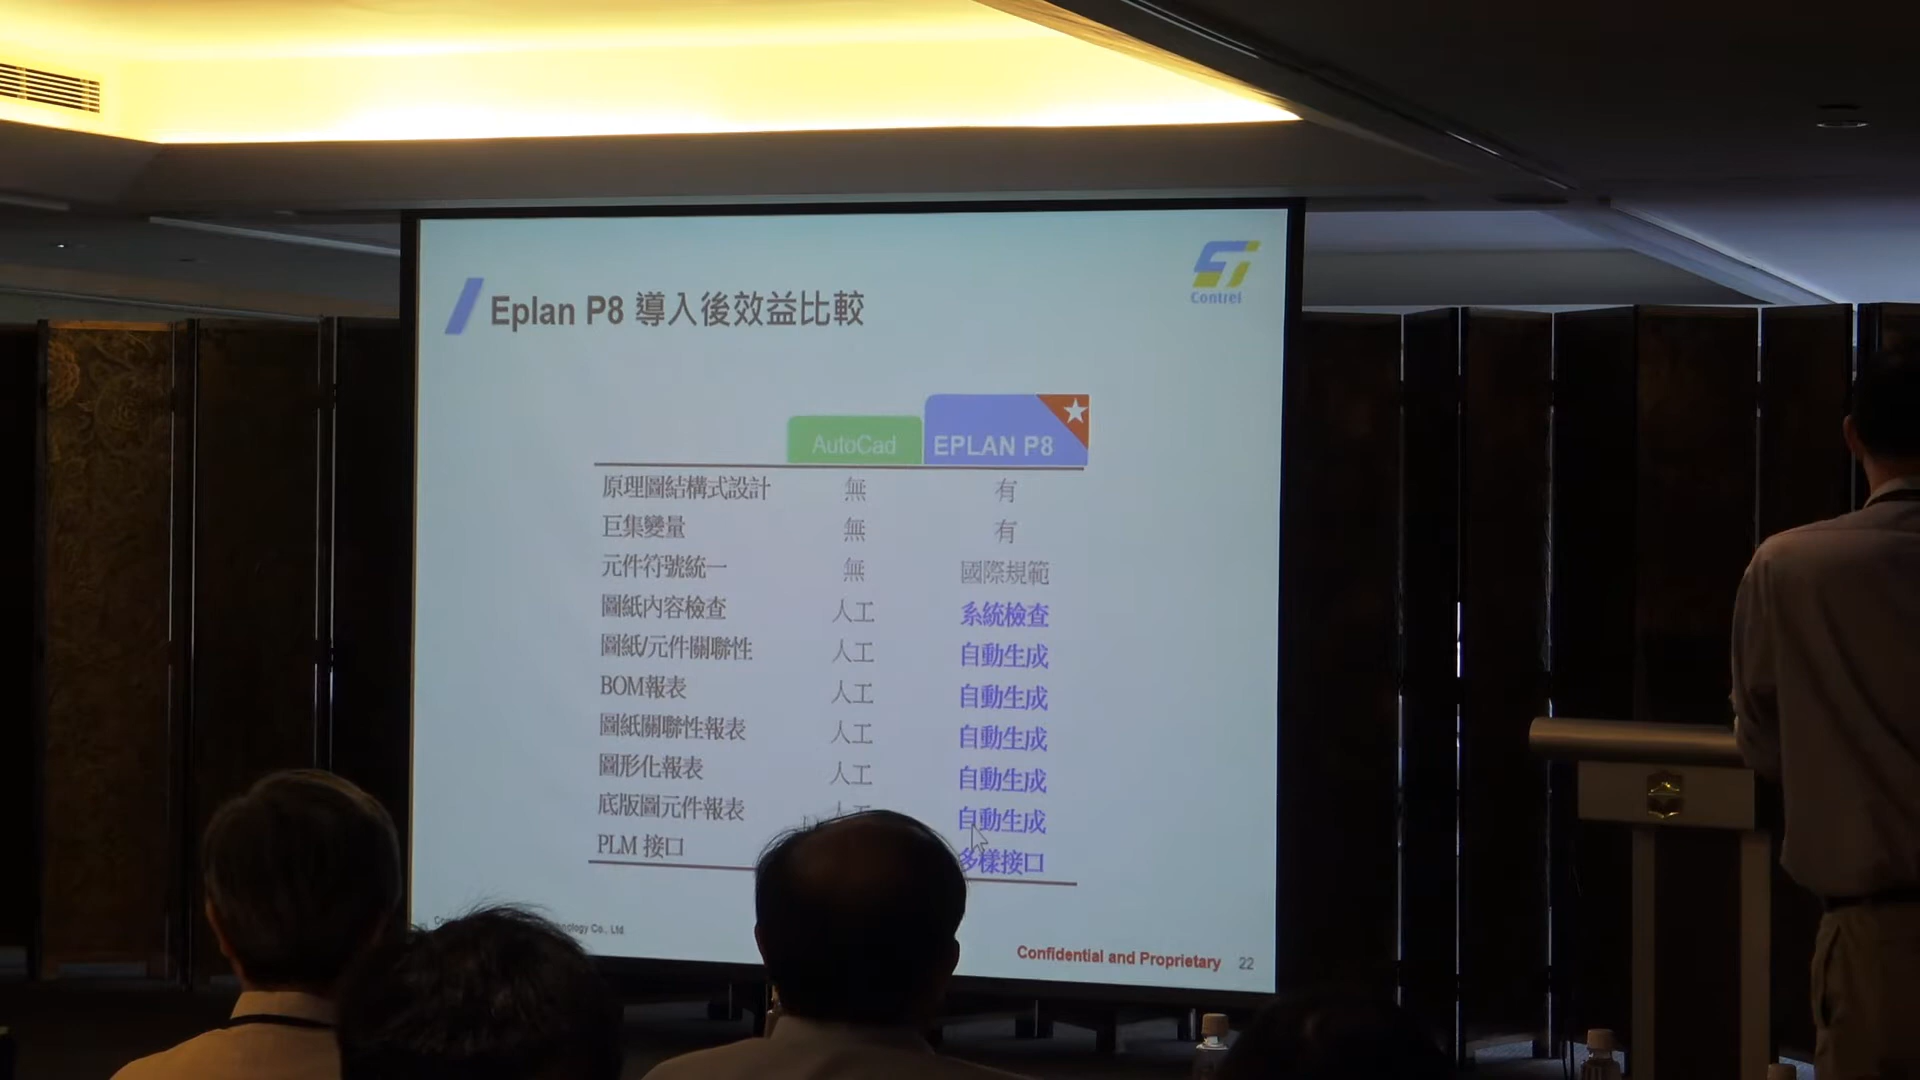 Contrel
Eplan P8 導入後效益比較
AutoCad EPLAN P8
原理圖結構式設計 無 有
巨集變量 無 有
元件符號統一 無 國際規範
圖紙內容檢查 人工 系統檢查
圖紙/元件關聯性 人工 自動生成
BOM報表 人工 自動生成
圖紙關聯性報表 人工 自動生成
圖形化報表 人工 自動生成
底版圖元件報表 自動生成
PLM 接口 多樣接口
Co., Ltd
Confidential and Proprietary 22